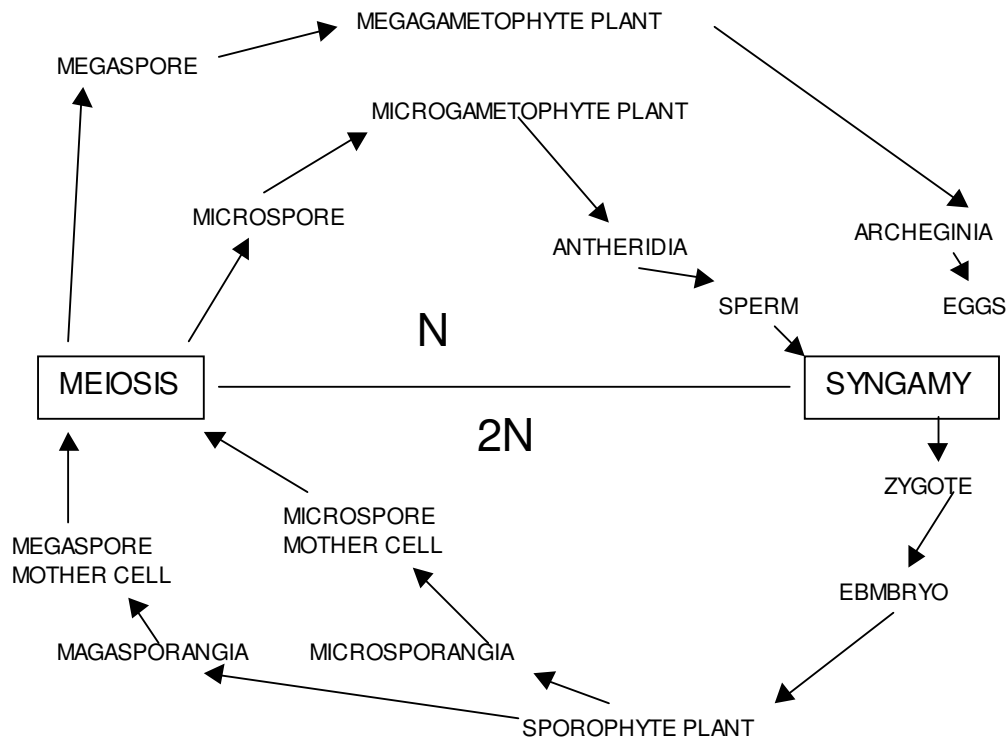 MEGAGAMETOPHYTE PLANT
MEGASPORE
MICROGAMETOPHYTE PLANT
MICROSPORE
ANTHERIDIA
ARCHEGINIA
SPERM
EGGS
N
MEIOSIS
SYNGAMY
2N
ZYGOTE
MICROSPORE
MOTHER CELL
MEGASPORE
MOTHER CELL
EBMBRYO
MAGASPORANGIA
MICROSPORANGIA
SPOROPHYTE PLANT